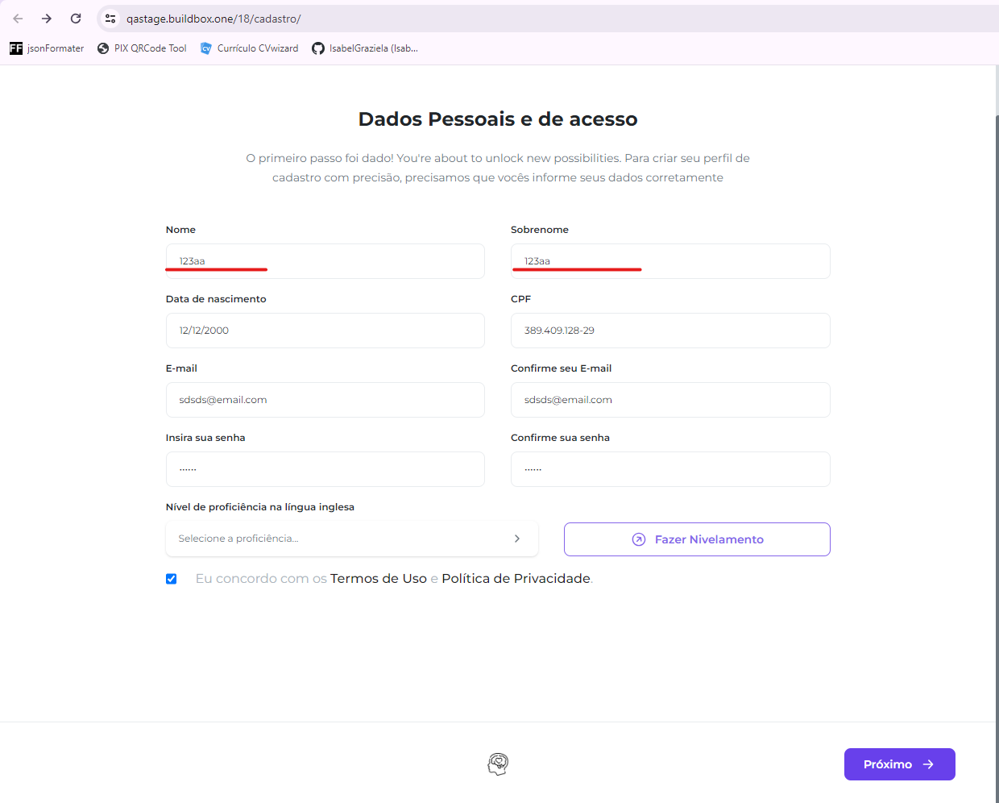 qastage.buildbox.one/18/cadastro/
FF jsonFormater PIX QRCode Tool CV Currículo CVwizard IsabelGraziela (Isab...
Dados Pessoais e de acesso
O primeiro passo foi dado! You're about to unlock new possibilities. Para criar seu perfil de
cadastro com precisão, precisamos que vocês informe seus dados corretamente
Nome Sobrenome
123aa 123aa
Data de nascimento CPF
12/12/2000 389.409.128-29
E-mail Confirme seu E-mail
sdsds@email.com sdsds@email.com
Insira sua senha Confirme sua senha
...... ......
Nível de proficiência na língua inglesa
Selecione a proficiência... Fazer Nivelamento
Eu concordo com os Termos de Uso e Política de Privacidade.
Próximo